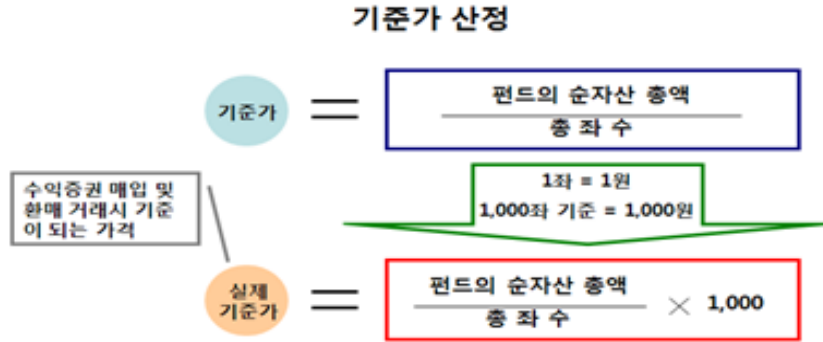 기준가 산정
기준가
=
펀드의 순자산 총액
총 좌 수
1좌 = 1원
1,000좌 기준 = 1,000원
수익증권 매입 및
환매 거래시 기준
이 되는 가격
실제
기준가
=
펀드의 순자산 총액
총 좌 수
× 1,000